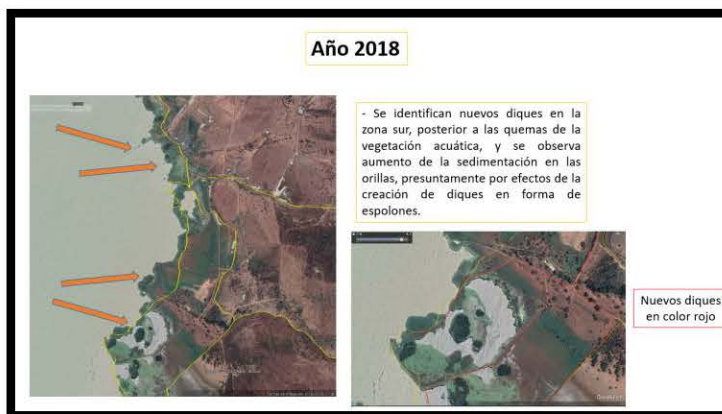 Año 2018
- Se identifican nuevos diques en la
zona sur, posterior a las quemas de la
vegetación acuática, y se observa
aumento de la sedimentación en las
orillas, presuntamente por efectos de la
creación de diques en forma de
espolones.
Nuevos diques
en color rojo